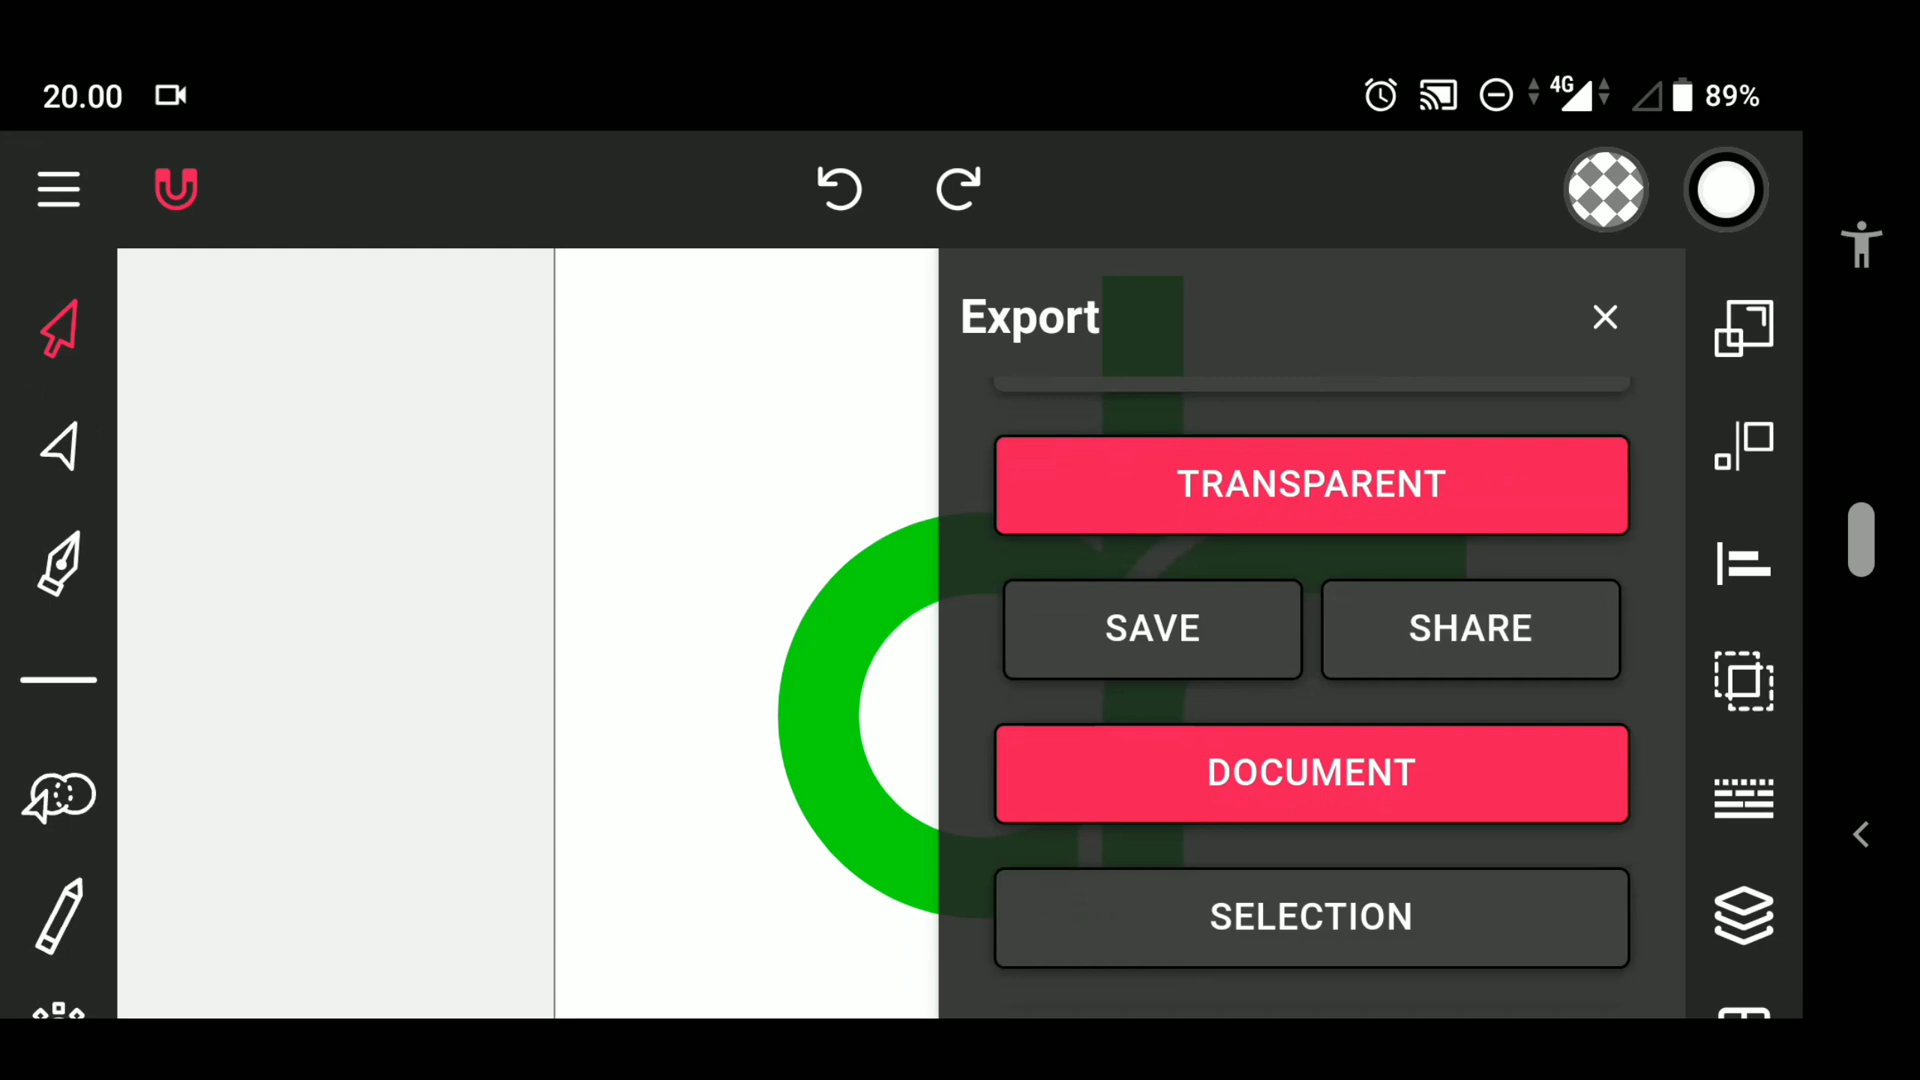 20.00
4G
89%
Export
TRANSPARENT
SAVE
SHARE
DOCUMENT
SELECTION